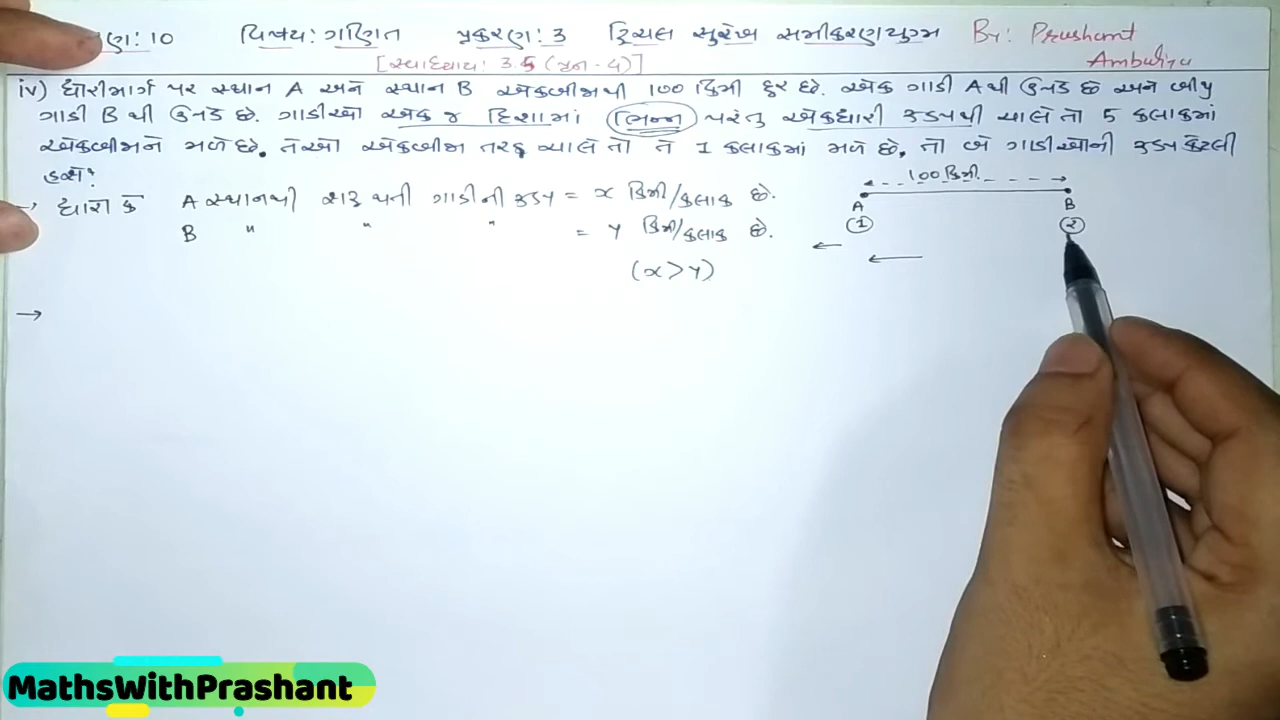 ણ: 10 વિષય: ગણિત પ્રકરણ: 3 દ્વિચલ સુરેખ સમીકરણયુગ્મ By: Prashant Ambaliya
[સ્વાધ્યાય: 3.5 (પ્રશ્ન - 4)]
iv) ધોરીમાર્ગ પર સ્થાન A અને સ્થાન B એકબીજાથી 100 કિમી દુર છે. એક ગાડી A થી ઉપડે છે અને બીજી
ગાડી B થી ઉપડે છે. ગાડીઓ એક જ દિશામાં ભિન્ન પરંતુ એકધારી ઝડપથી ચાલે તો 5 કલાકમાં
એકબીજાને મળે છે. તેઓ એકબીજા તરફ ચાલે તો તે 1 કલાકમાં મળે છે, તો બે ગાડીઓની ઝડપ કેટલી
હશે?
→ ધારો કે A સ્થાનથી શરૂ થતી ગાડીની ઝડપ = x કિમી/કલાક છે.
B " " " = y કિમી/કલાક છે.
(x > y)
→
100 કિમી.
A B
1 2
MathsWithPrashant